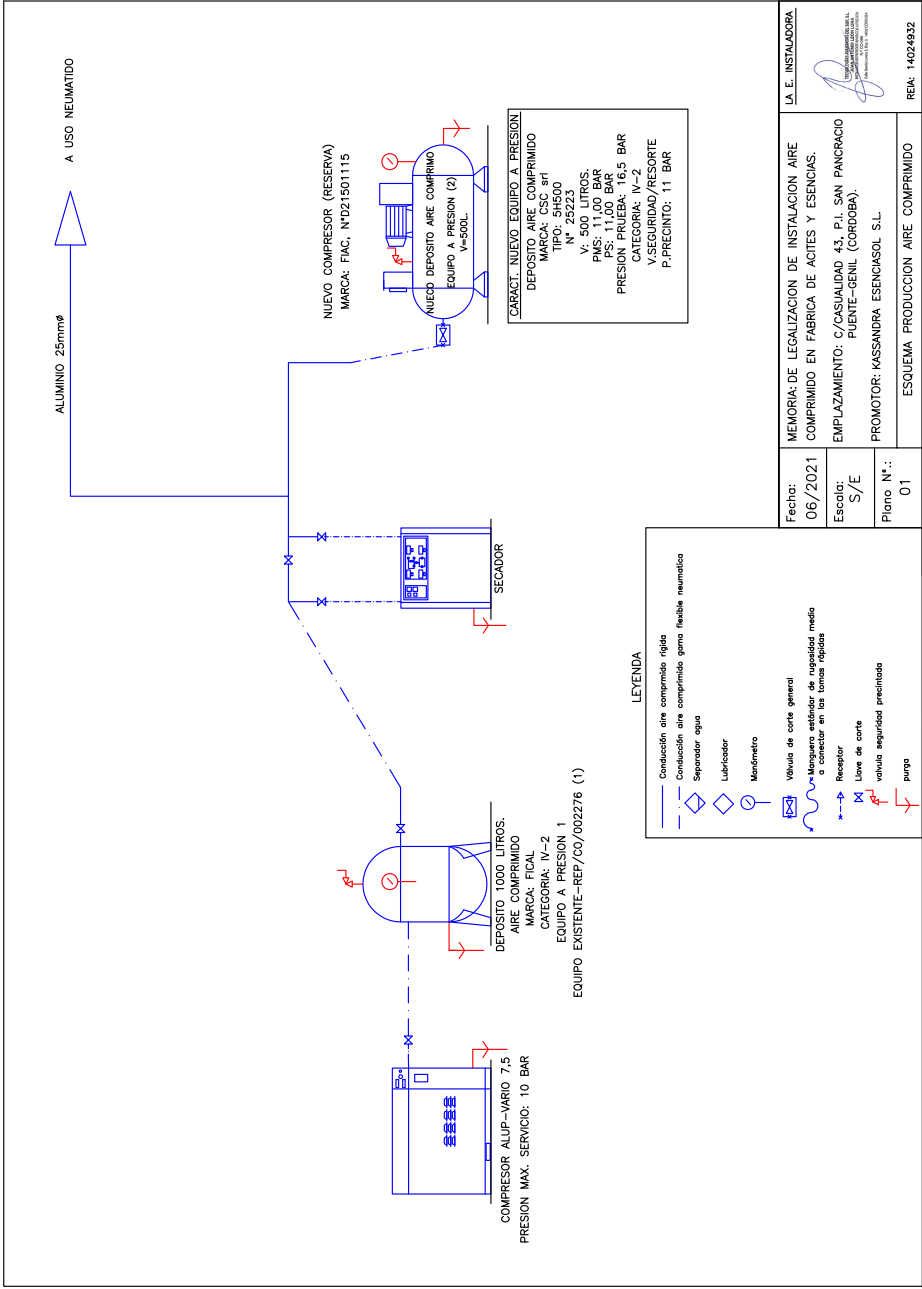 ALUMINIO 25mmø
A USO NEUMATIDO
NUEVO COMPRESOR (RESERVA)
MARCA: FIAC, NºD21501115
NUECO DEPOSITO AIRE COMPRIMO
EQUIPO A PRESION (2)
V=500L.
CARACT. NUEVO EQUIPO A PRESION
DEPOSITO AIRE COMPRIMIDO
MARCA: CSC srl
TIPO: 5H500
Nº 25223
V: 500 LITROS.
PMS: 11,00 BAR
PS: 11,00 BAR
PRESION PRUEBA: 16,5 BAR
CATEGORIA: IV-2
V.SEGURIDAD/RESORTE
P.PRECINTO: 11 BAR
SECADOR
DEPOSITO 1000 LITROS.
AIRE COMPRIMIDO
MARCA: FICAL
CATEGORIA: IV-2
EQUIPO A PRESION 1
EQUIPO EXISTENTE-REP/CO/002276 (1)
COMPRESOR ALUP-VARIO 7,5
PRESION MAX. SERVICIO: 10 BAR
LEYENDA
Conducción aire comprmido rígida
Conducción aire comprimido goma flexible neumatica
Separador agua
Lubricador
Manómetro
Válvula de corte general
Manguera estándar de rugosidad media
a conectar en las tomas rápidas
Receptor
Llave de corte
valvula seguridad precintada
purga
Fecha:
06/2021
Escala:
S/E
Plano Nº.:
01
MEMORIA: DE LEGALIZACION DE INSTALACION AIRE
COMPRIMIDO EN FABRICA DE ACITES Y ESENCIAS.
EMPLAZAMIENTO: C/CASUALIDAD 43, P.I. SAN PANCRACIO
PUENTE-GENIL (CORDOBA).
PROMOTOR: KASSANDRA ESENCIASOL S.L.
ESQUEMA PRODUCCION AIRE COMPRIMIDO
LA E. INSTALADORA
REIA: 14024932